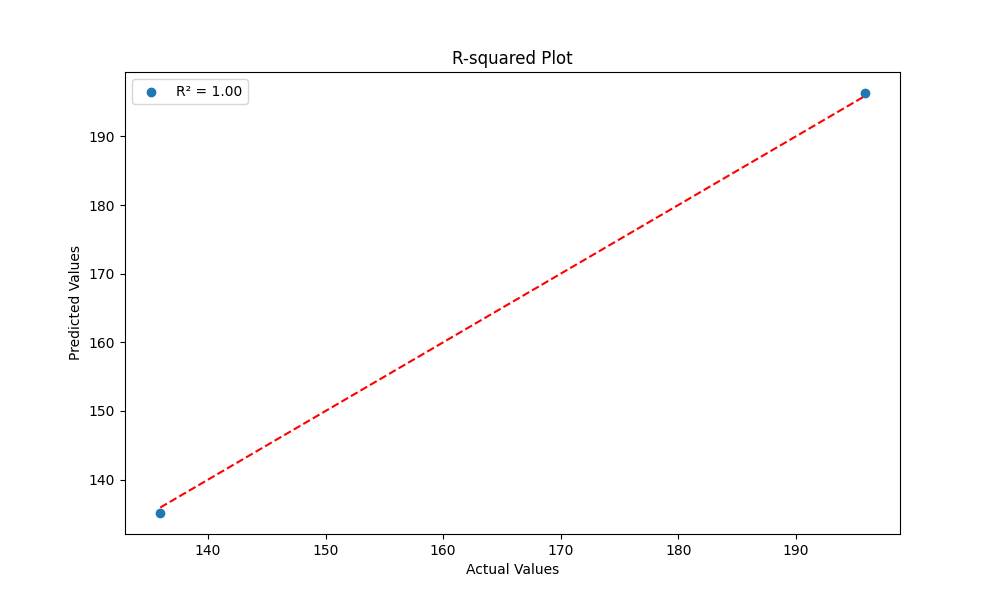 R-squared Plot
R² = 1.00
190
180
170
160
150
140
Predicted Values
140 150 160 170 180 190
Actual Values